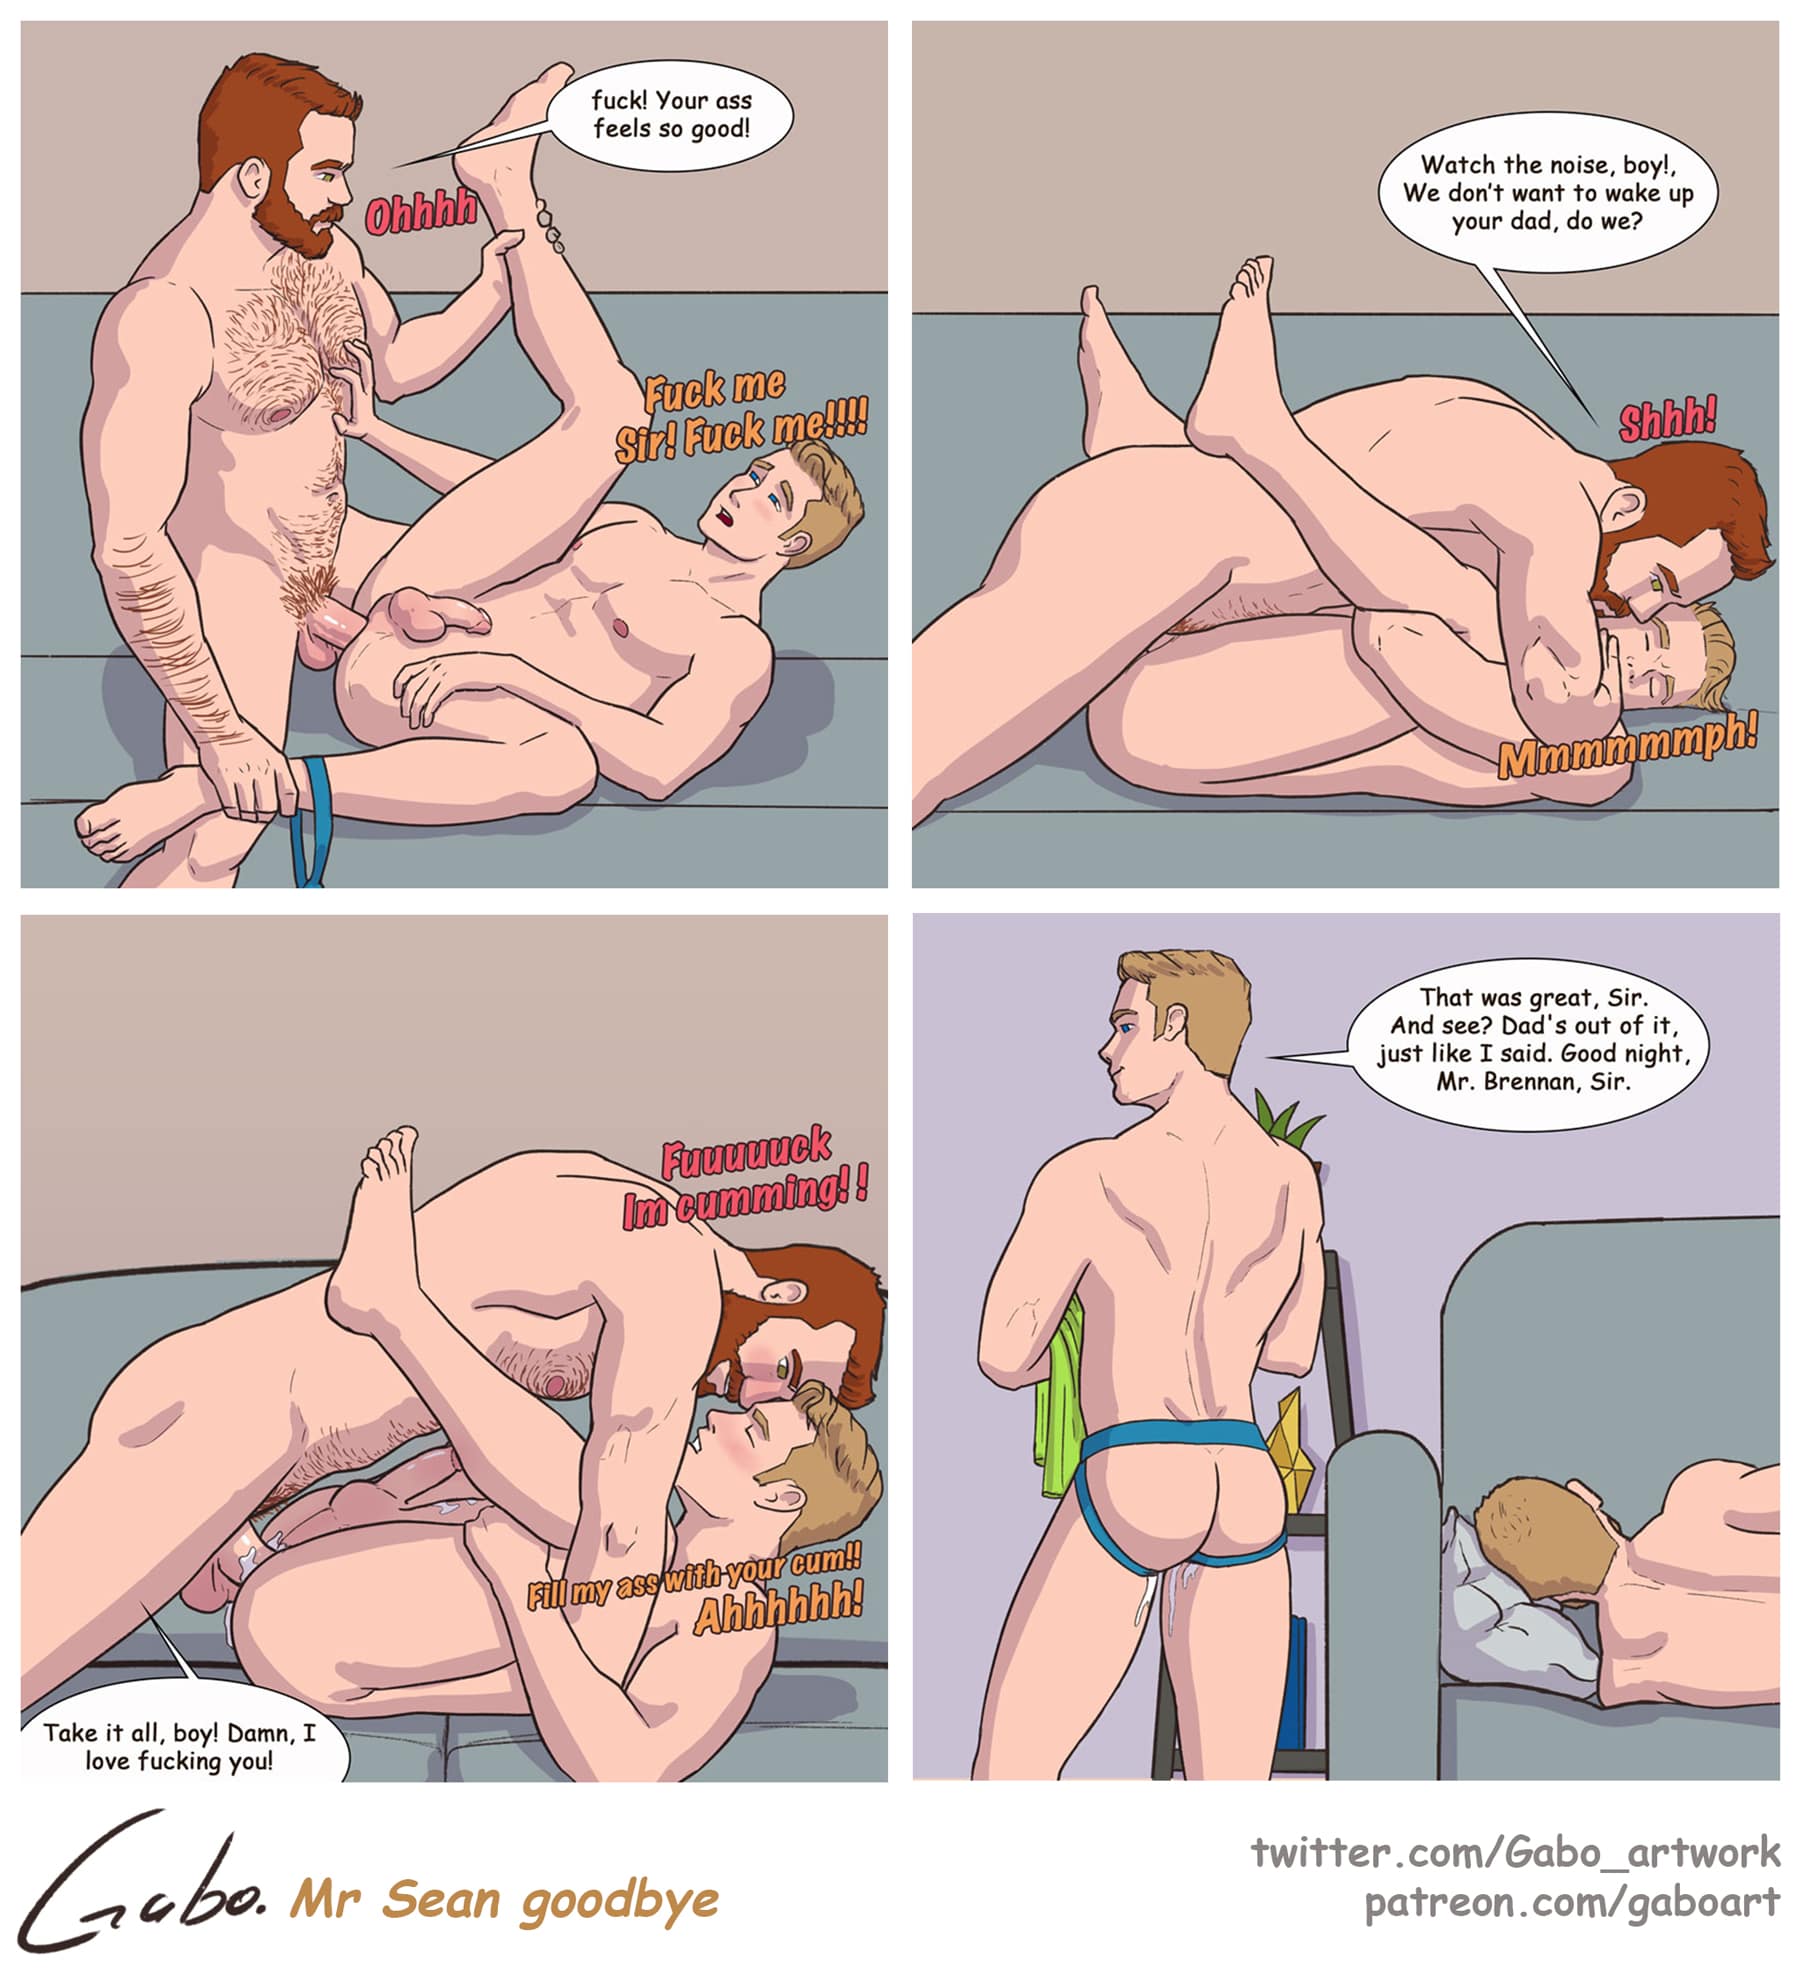 fuck! Your ass
feels so good!
Ohhhh
Fuck me
Sir! Fuck me!!!!
Watch the noise, boy!,
We don't want to wake up
your dad, do we?
Shhh!
Mmmmmmmph!
Fuuuuuck
Im cumming!!
Fill my ass with your cum!!
Ahhhhhh!
Take it all, boy! Damn, I
love fucking you!
That was great, Sir.
And see? Dad's out of it,
just like I said. Good night,
Mr. Brennan, Sir.
Gabo. Mr Sean goodbye
twitter.com/Gabo_artwork
patreon.com/gaboart